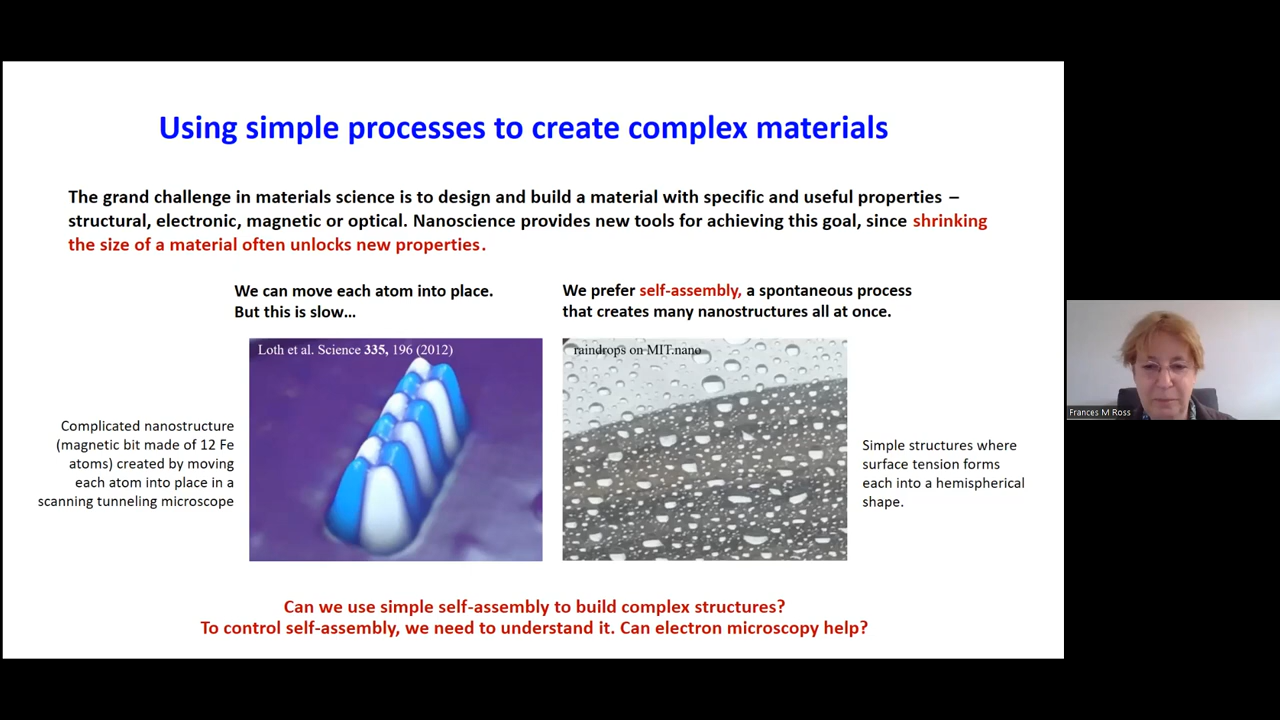 Using simple processes to create complex materials
The grand challenge in materials science is to design and build a material with specific and useful properties –
structural, electronic, magnetic or optical. Nanoscience provides new tools for achieving this goal, since shrinking
the size of a material often unlocks new properties.
We can move each atom into place.
But this is slow…
Loth et al. Science 335, 196 (2012)
Complicated nanostructure
(magnetic bit made of 12 Fe
atoms) created by moving
each atom into place in a
scanning tunneling microscope
We prefer self-assembly, a spontaneous process
that creates many nanostructures all at once.
raindrops on MIT.nano
Simple structures where
surface tension forms
each into a hemispherical
shape.
Can we use simple self-assembly to build complex structures?
To control self-assembly, we need to understand it. Can electron microscopy help?
Frances M Ross